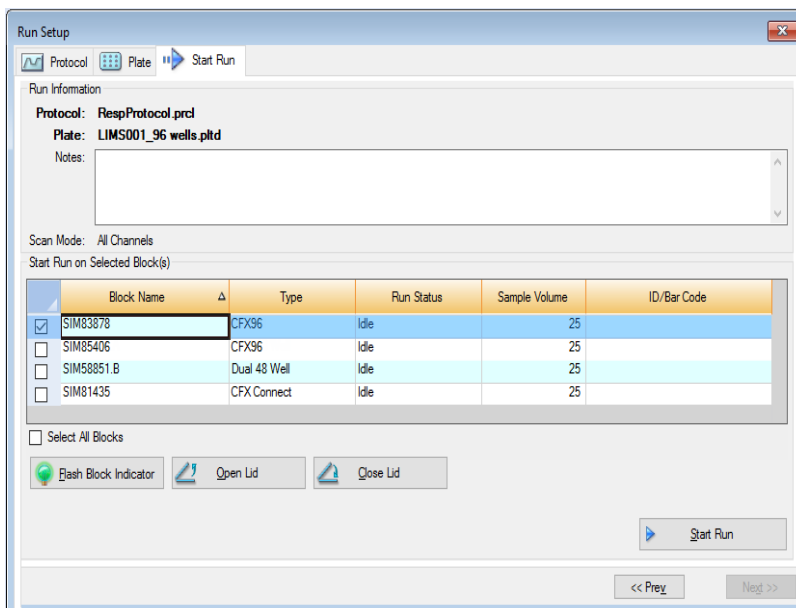 Run Setup
Protocol Plate Start Run
Run Information
Protocol: RespProtocol.prcl
Plate: LIMS001_96 wells.pltd
Notes:
Scan Mode: All Channels
Start Run on Selected Block(s)
Block Name Type Run Status Sample Volume ID/Bar Code
SIM83878 CFX96 Idle 25
SIM85406 CFX96 Idle 25
SIM58851.B Dual 48 Well Idle 25
SIM81435 CFX Connect Idle 25
Select All Blocks
Flash Block Indicator Open Lid Close Lid
Start Run
<< Prev Next >>